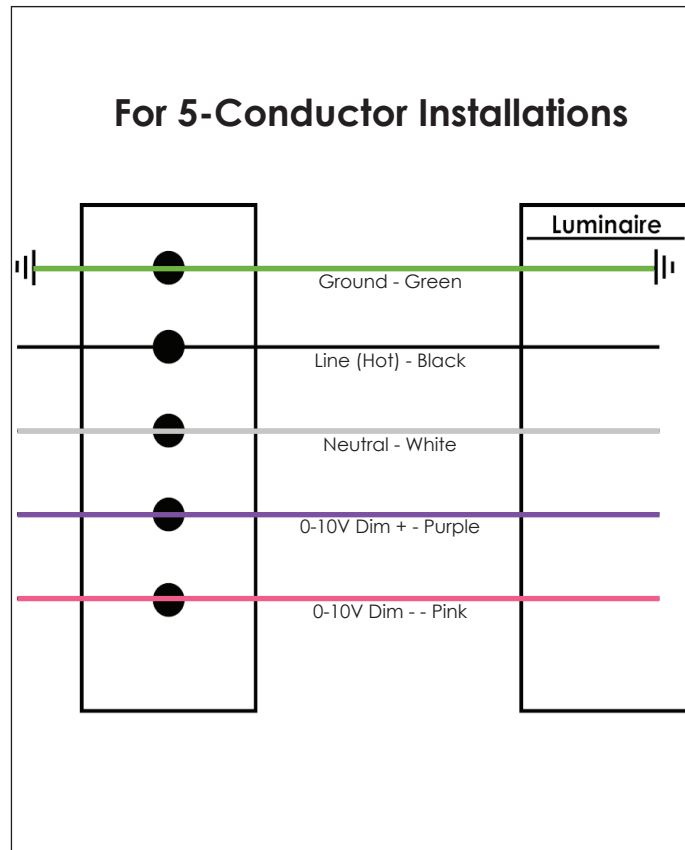 For 5-Conductor Installations
Luminaire
Ground - Green
Line (Hot) - Black
Neutral - White
0-10V Dim + - Purple
0-10V Dim - - Pink